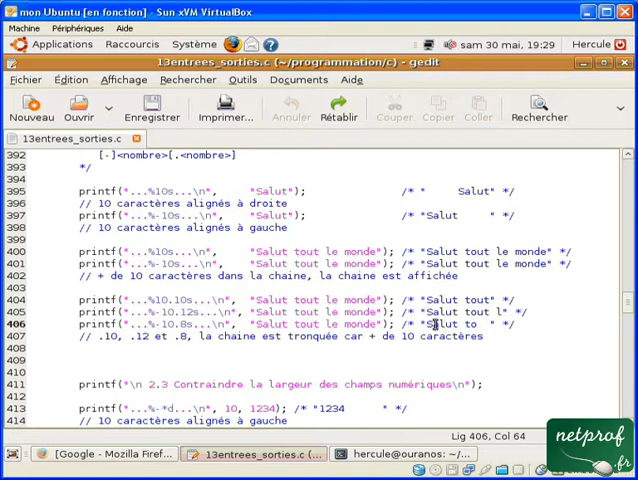 mon Ubuntu [en fonction] - Sun xVM VirtualBox
Machine Périphériques Aide
Applications Raccourcis Système sam 30 mai, 19:29 Hercule
13entrees_sorties.c (~/programmation/c) - gedit
Fichier Édition Affichage Rechercher Outils Documents Aide
Nouveau Ouvrir Enregistrer Imprimer... Annuler Rétablir Couper Copier Coller Rechercher
13entrees_sorties.c
392 [-]<nombre>[.<nombre>]
393 */
394
395 printf("...%10s...\n", "Salut"); /* "     Salut" */
396 // 10 caractères alignés à droite
397 printf("...%-10s...\n", "Salut"); /* "Salut     " */
398 // 10 caractères alignés à gauche
399
400 printf("...%10s...\n", "Salut tout le monde"); /* "Salut tout le monde" */
401 printf("...%-10s...\n", "Salut tout le monde"); /* "Salut tout le monde" */
402 // + de 10 caractères dans la chaine, la chaine est affichée
403
404 printf("...%10.10s...\n", "Salut tout le monde"); /* "Salut tout" */
405 printf("...%-10.12s...\n", "Salut tout le monde"); /* "Salut tout l" */
406 printf("...%-10.8s...\n", "Salut tout le monde"); /* "Salut to  " */
407 // .10, .12 et .8, la chaine est tronquée car + de 10 caractères
408
409
410
411 printf("\n 2.3 Contraindre la largeur des champs numériques\n");
412
413 printf("...%-*d...\n", 10, 1234); /* "1234      " */
414 // 10 caractères alignés à gauche
Lig 406, Col 64
[Google - Mozilla Firef... 13entrees_sorties.c (... hercule@ouranos: ~/...
netprof
.fr